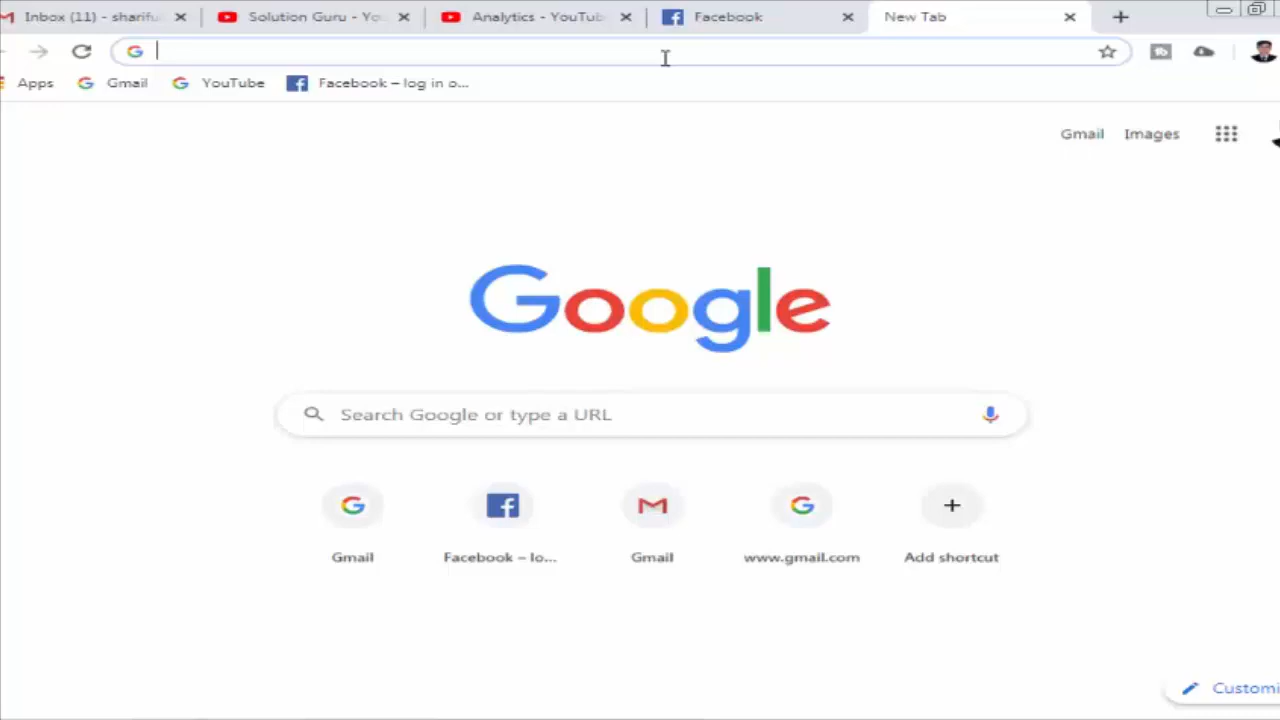 Inbox (11) - sharifu
Solution Guru - Yo
Analytics - YouTub
Facebook
New Tab
Apps
Gmail
YouTube
Facebook – log in o...
Gmail
Images
Google
Search Google or type a URL
Gmail
Facebook – lo...
Gmail
www.gmail.com
Add shortcut
Customi